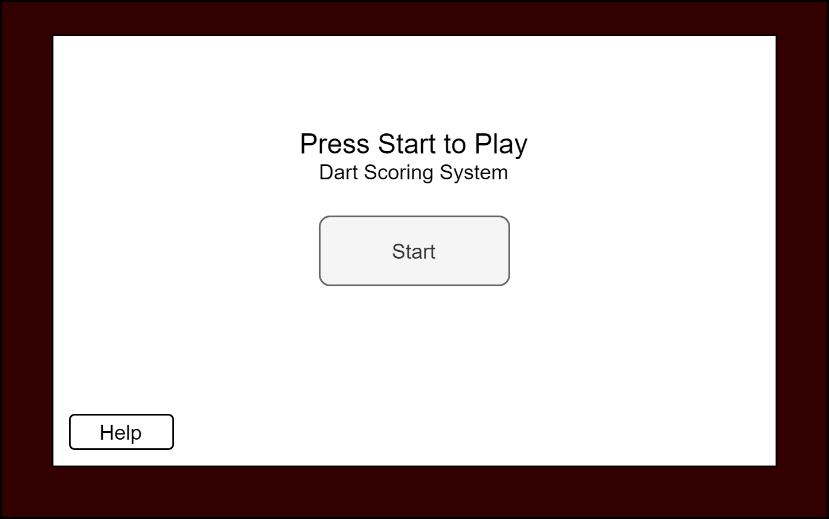 Press Start to Play
Dart Scoring System
Start
Help